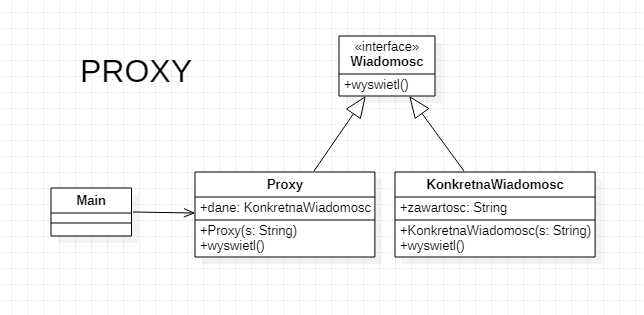 PROXY
«interface»
Wiadomosc
+wyswietl()
Main
Proxy
+dane: KonkretnaWiadomosc
+Proxy(s: String)
+wyswietl()
KonkretnaWiadomosc
+zawartosc: String
+KonkretnaWiadomosc(s: String)
+wyswietl()